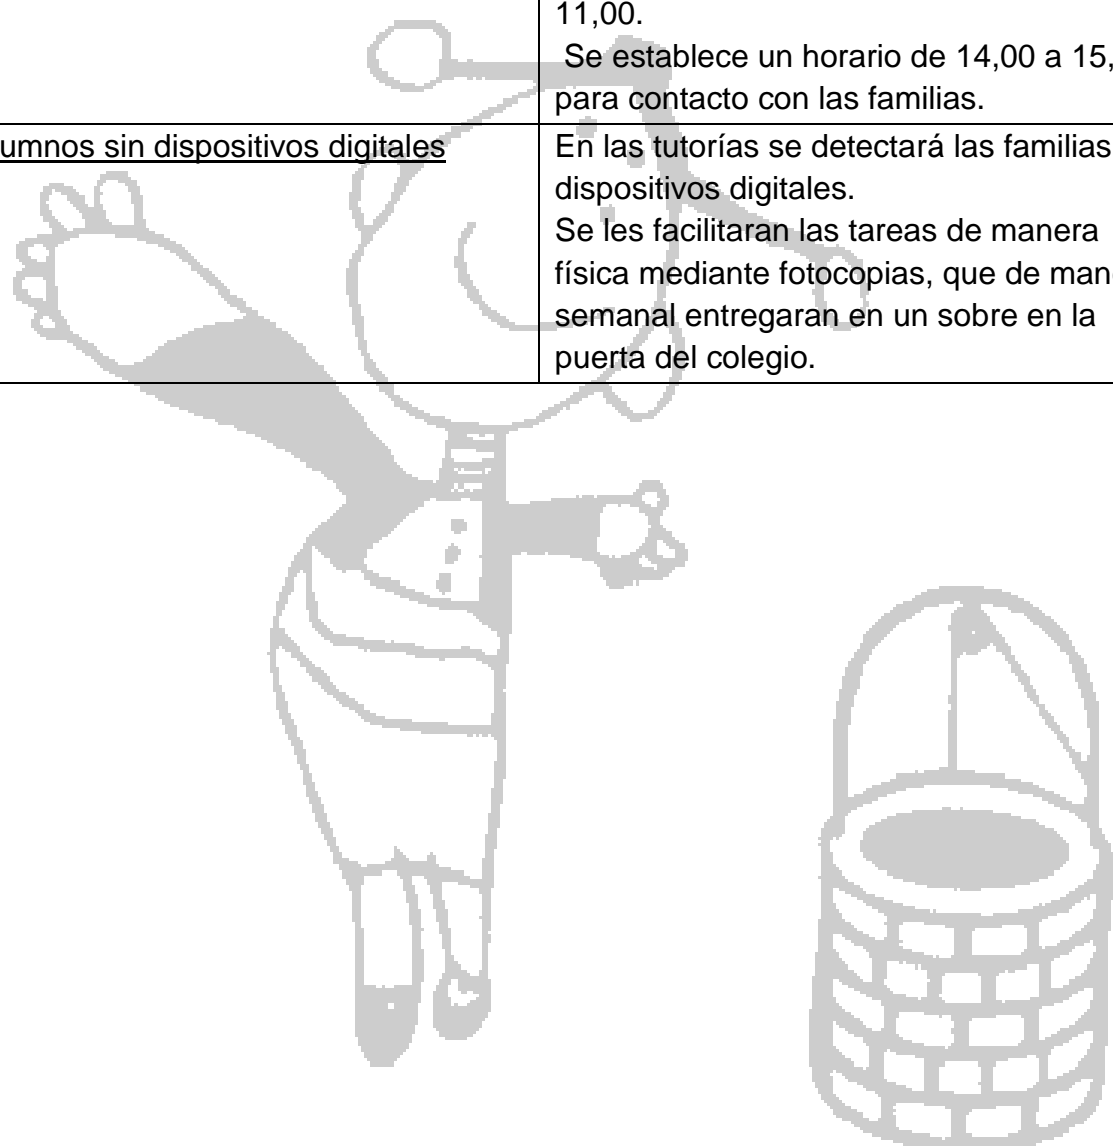 11,00.
Se establece un horario de 14,00 a 15,
para contacto con las familias.
umnos sin dispositivos digitales
En las tutorías se detectará las familias
dispositivos digitales.
Se les facilitaran las tareas de manera
física mediante fotocopias, que de man
semanal entregaran en un sobre en la
puerta del colegio.